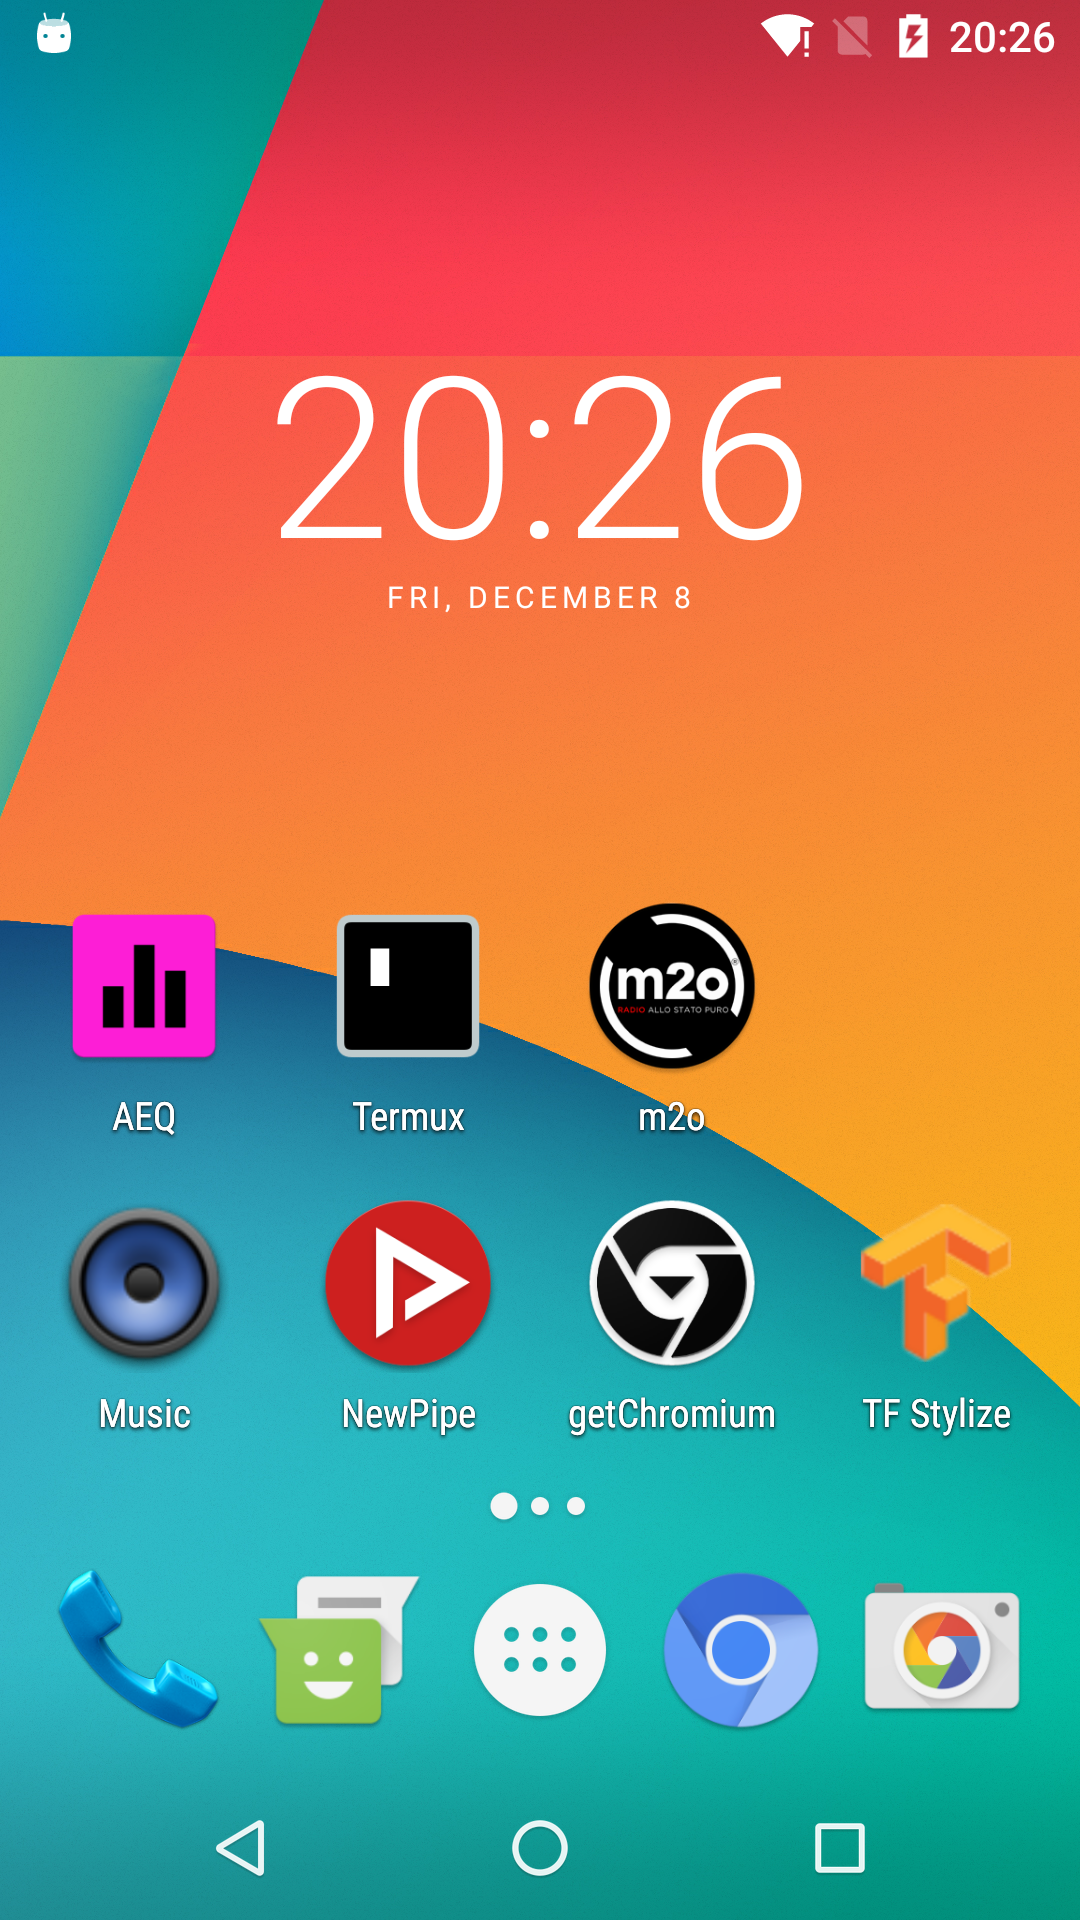 20:26
20:26
FRI, DECEMBER 8
m2o
RADIO ALLO STATO PURO
AEQ
Termux
m2o
Music
NewPipe
getChromium
TF Stylize